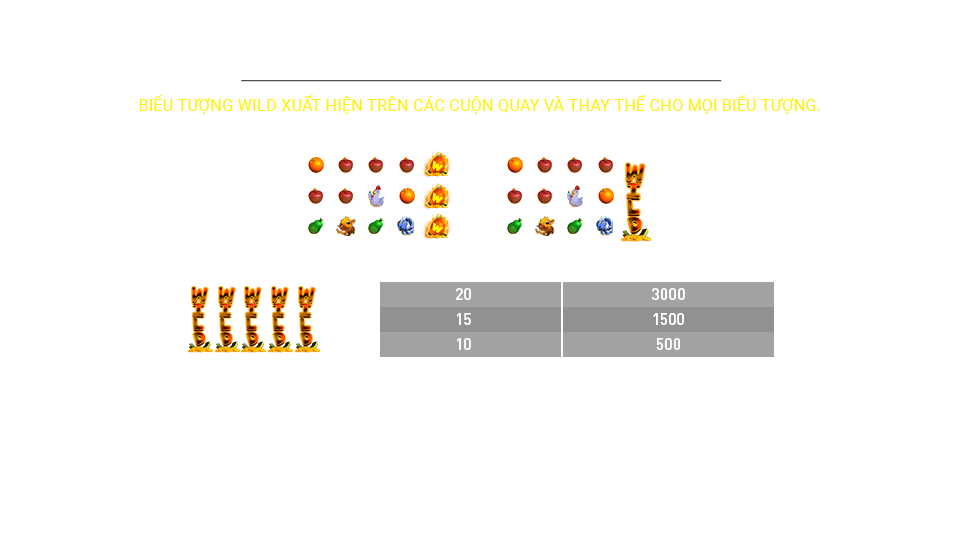 BIỂU TƯỢNG WILD XUẤT HIỆN TRÊN CÁC CUỘN QUAY VÀ THAY THẾ CHO MỌI BIỂU TƯỢNG.
WILD
WILD WILD WILD WILD WILD
20 3000
15 1500
10 500